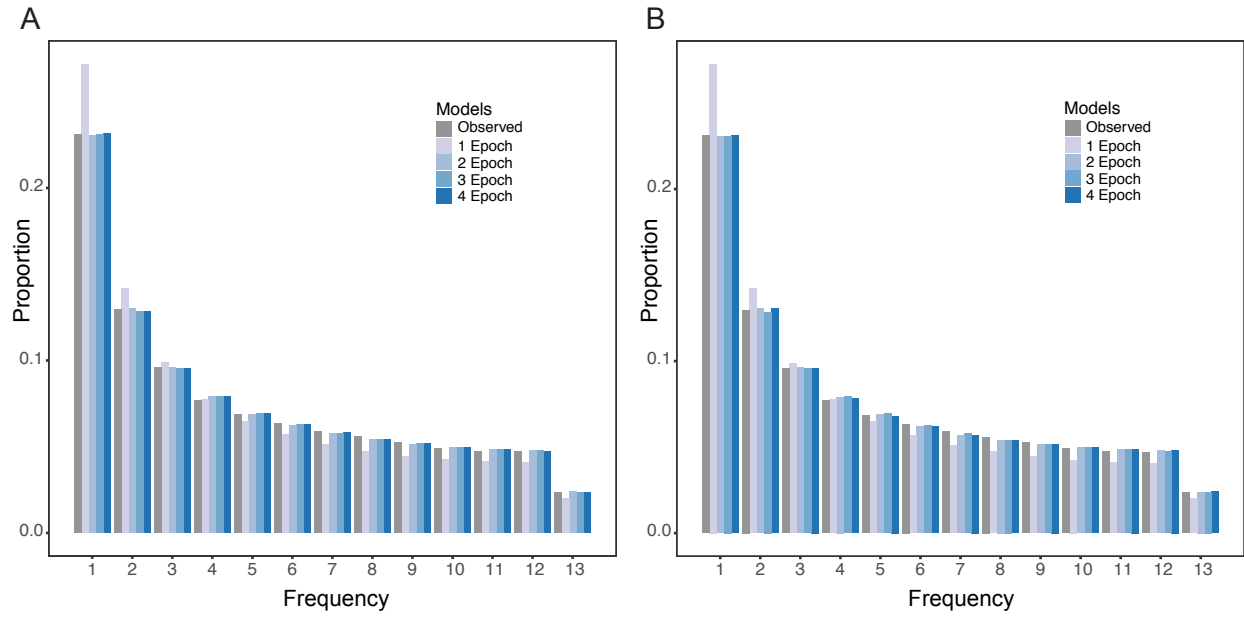 A
Proportion
0.2
0.1
0.0
Models
Observed
1 Epoch
2 Epoch
3 Epoch
4 Epoch
1 2 3 4 5 6 7 8 9 10 11 12 13
Frequency
B
Proportion
0.2
0.1
0.0
Models
Observed
1 Epoch
2 Epoch
3 Epoch
4 Epoch
1 2 3 4 5 6 7 8 9 10 11 12 13
Frequency